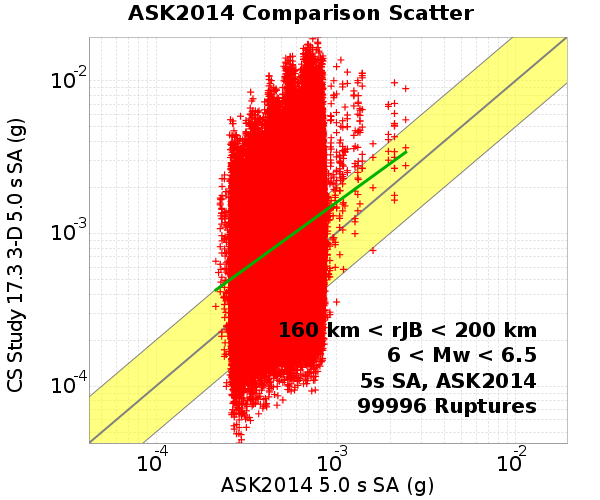 ASK2014 Comparison Scatter
CS Study 17.3 3-D 5.0 s SA (g)
10-2
10-3
10-4
160 km < rJB < 200 km
6 < Mw < 6.5
5s SA, ASK2014
99996 Ruptures
10-4
10-3
10-2
ASK2014 5.0 s SA (g)